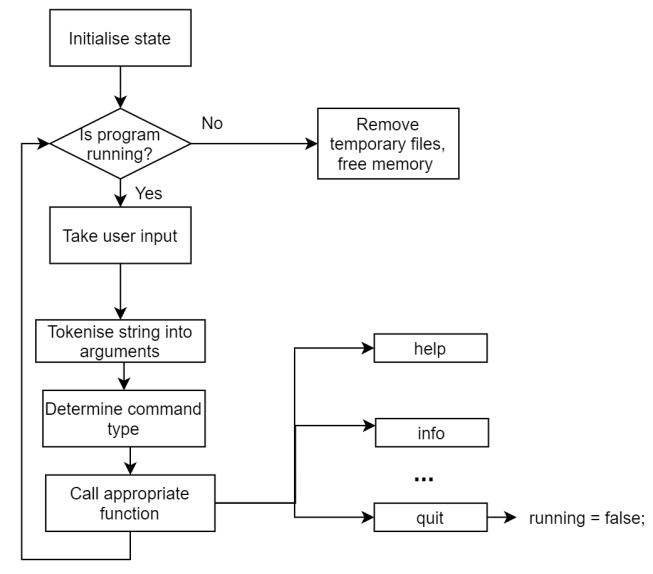 Initialise state
Is program
running?
No
Remove
temporary files,
free memory
Yes
Take user input
Tokenise string into
arguments
Determine command
type
Call appropriate
function
help
info
...
quit
running = false;